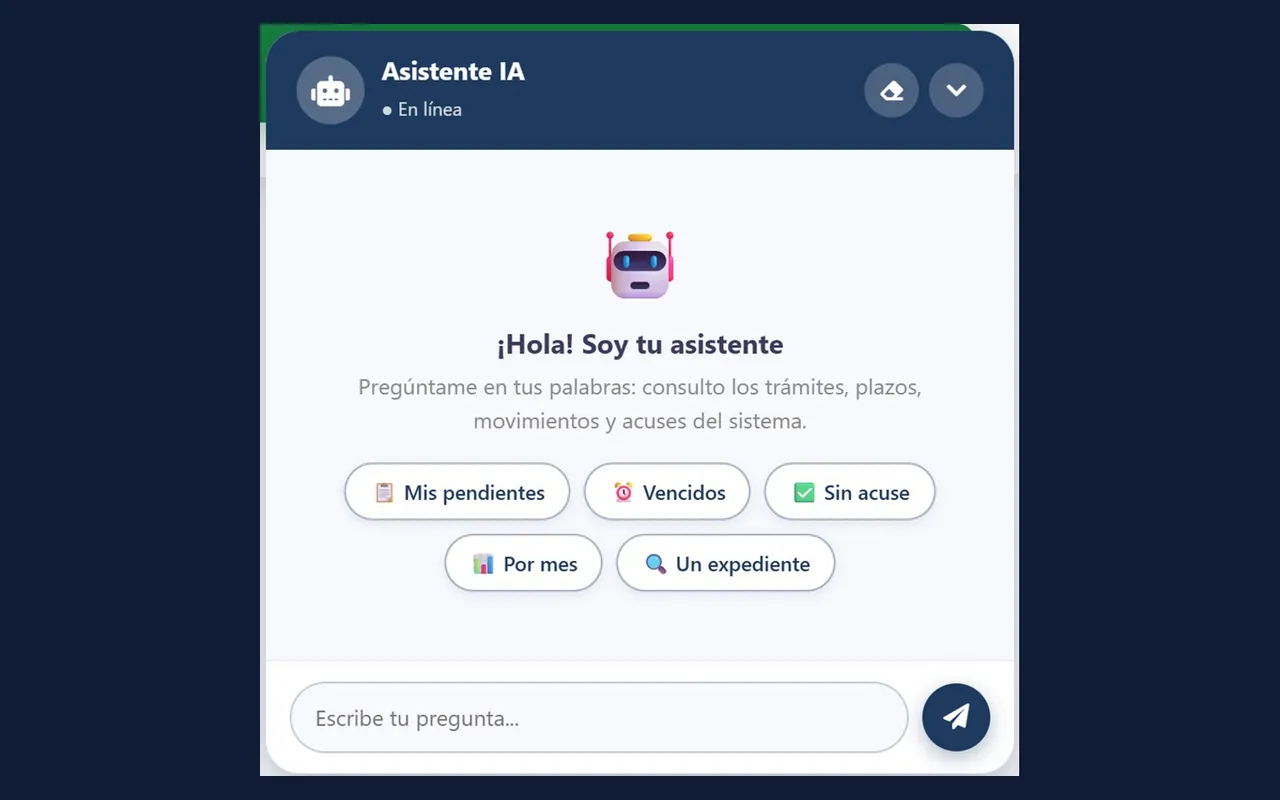 Asistente IA
En línea
¡Hola! Soy tu asistente
Pregúntame en tus palabras: consulto los trámites, plazos,
movimientos y acuses del sistema.
Mis pendientes
Vencidos
Sin acuse
Por mes
Un expediente
Escribe tu pregunta...